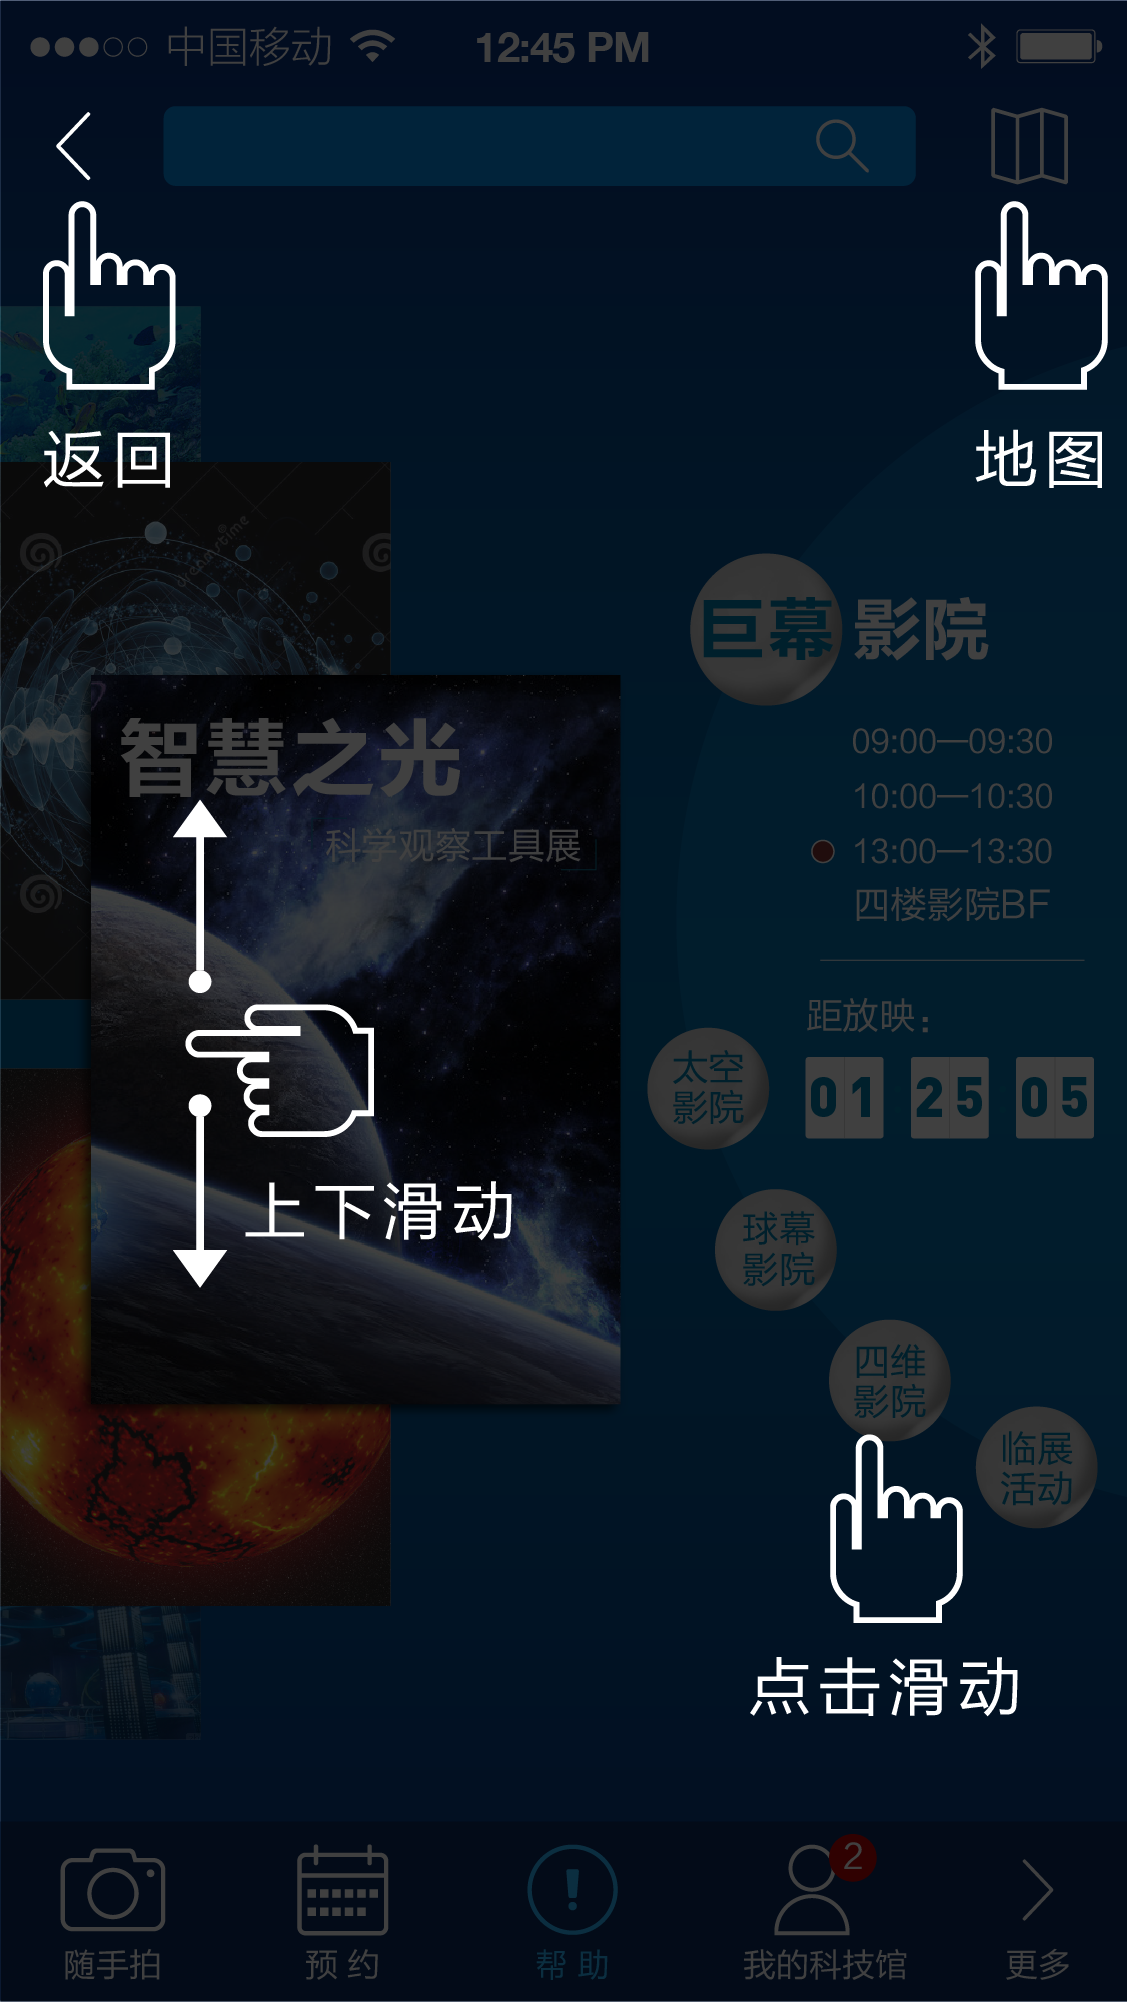 中国移动
12:45 PM
返回
地图
dreamstime
巨幕影院
09:00—09:30
10:00—10:30
13:00—13:30
四楼影院BF
智慧之光
科学观察工具展
距放映：
01 25 05
太空
影院
上下滑动
球幕
影院
四维
影院
临展
活动
点击滑动
2
随手拍
预约
帮助
我的科技馆
更多